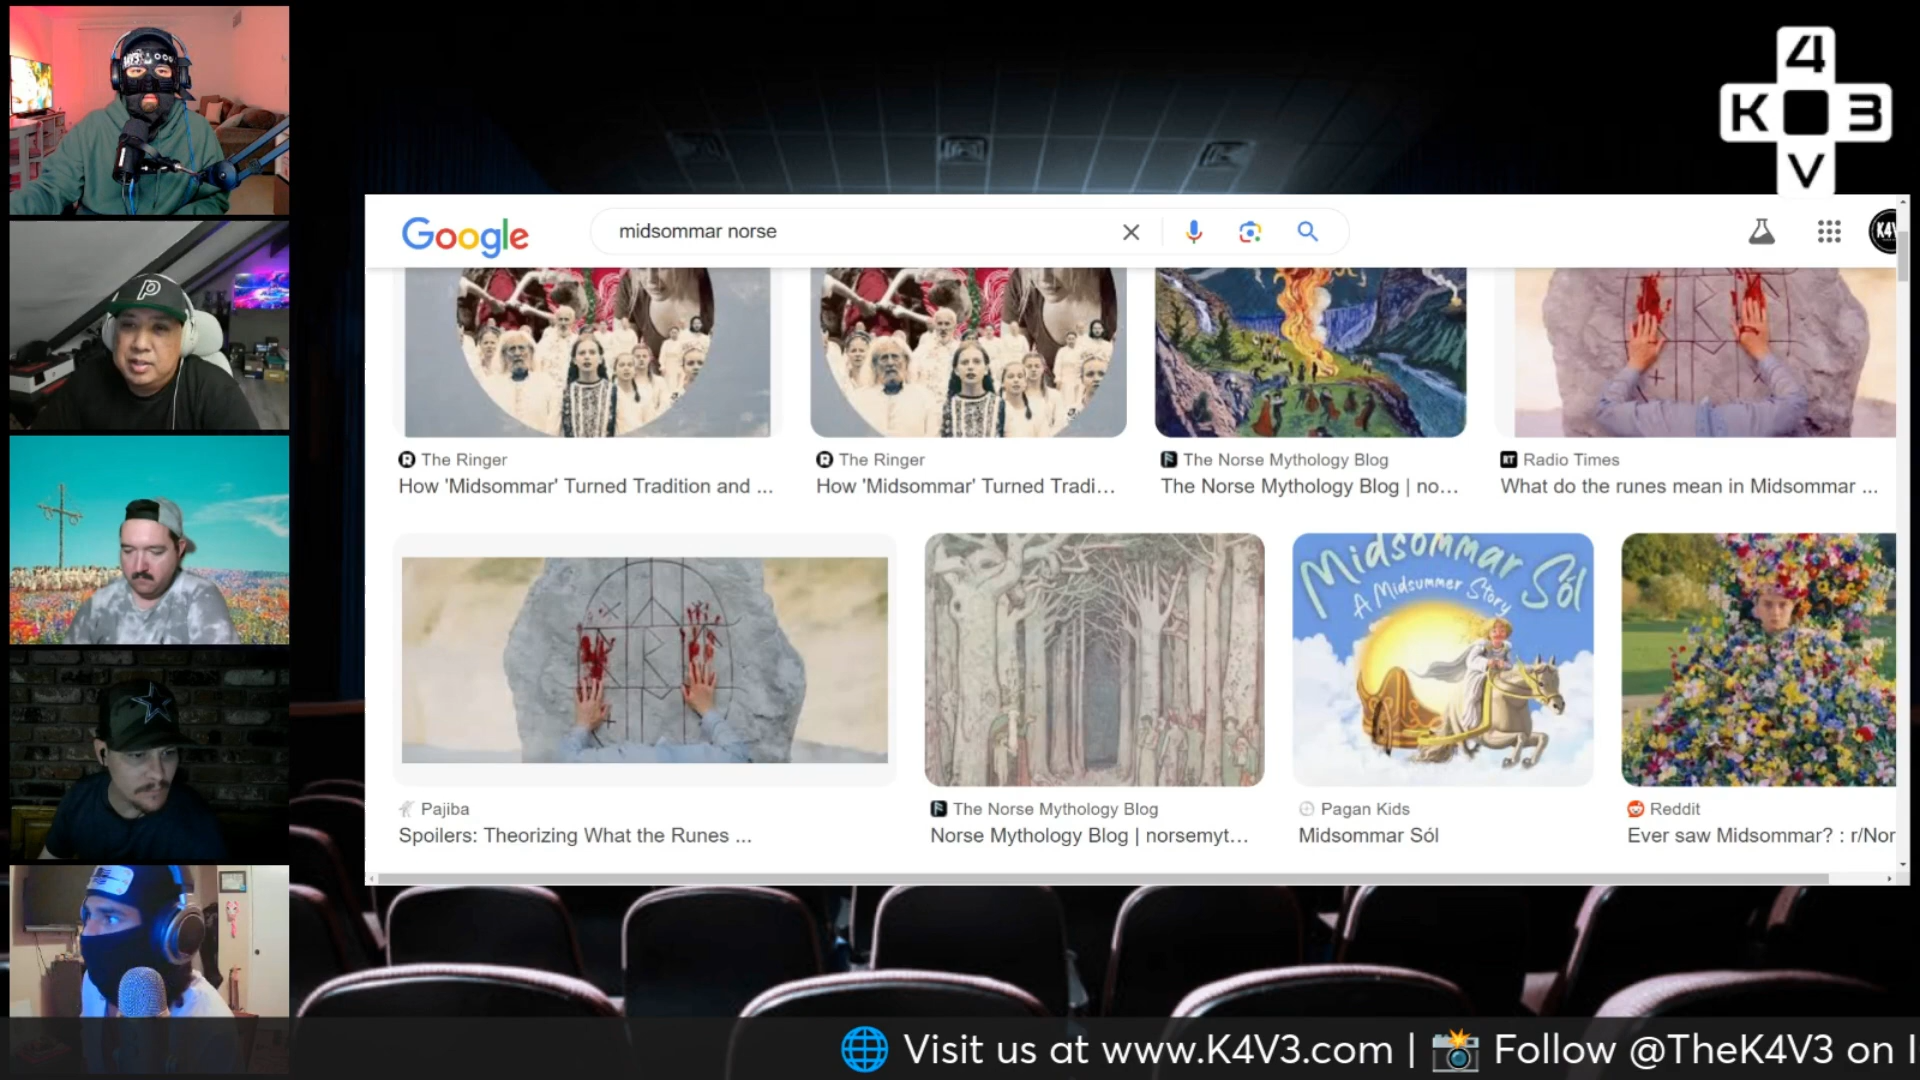 4
K 3
V
Google
midsommar norse
K4V
The Ringer
How 'Midsommar' Turned Tradition and ...
The Ringer
How 'Midsommar' Turned Tradi...
The Norse Mythology Blog
The Norse Mythology Blog | no...
RT Radio Times
What do the runes mean in Midsommar ...
Midsommar Sól
A Midsummer Story
Pajiba
Spoilers: Theorizing What the Runes ...
The Norse Mythology Blog
Norse Mythology Blog | norsemyt...
Pagan Kids
Midsommar Sól
Reddit
Ever saw Midsommar? : r/Nor
Visit us at www.K4V3.com | Follow @TheK4V3 on I